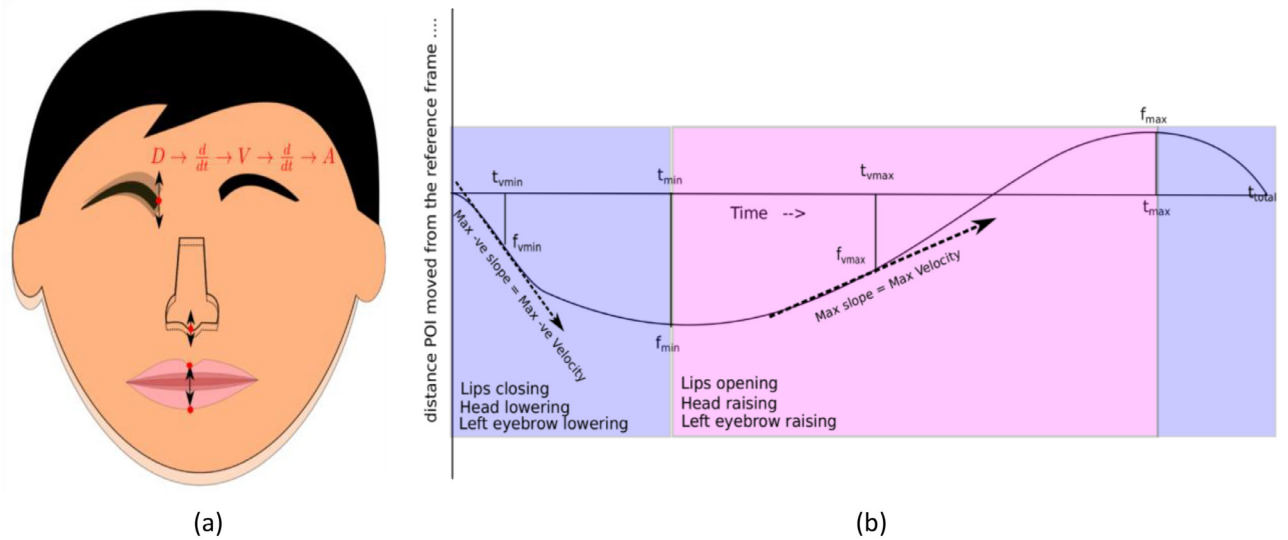 D → d/dt → V → d/dt → A
(a)
distance POI moved from the reference frame ....
t_vmin
t_min
t_vmax
f_max
Time -->
t_max
t_total
f_vmin
f_vmax
f_min
Max -ve slope = Max -ve Velocity
Max slope = Max Velocity
Lips closing
Head lowering
Left eyebrow lowering
Lips opening
Head raising
Left eyebrow raising
(b)